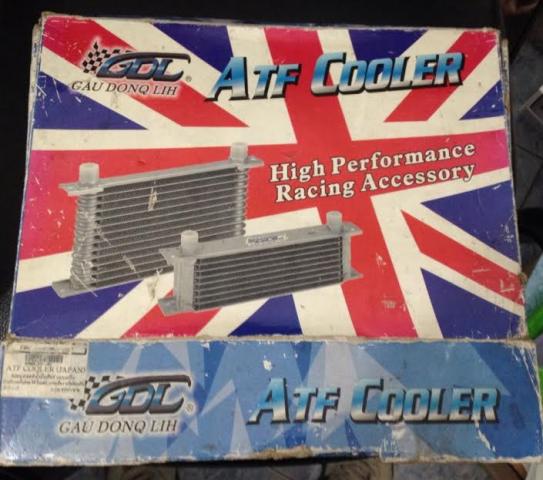 GDL®
GAU DONQ LIH
ATF COOLER
High Performance
Racing Accessory
ATF COOLER (JAPAN)
GDL®
GAU DONQ LIH
ATF COOLER